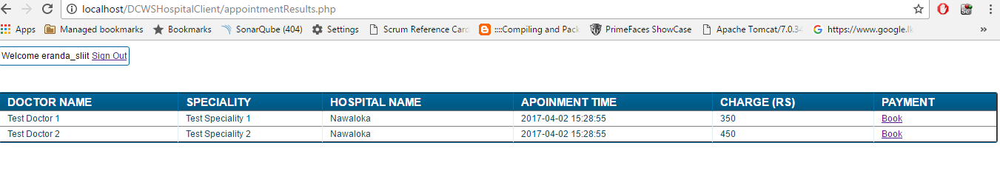 localhost/DCWSHospitalClient/appointmentResults.php
Apps Managed bookmarks Bookmarks SonarQube (404) Settings Scrum Reference Card ::::Compiling and Pack PrimeFaces ShowCase Apache Tomcat/7.0.34 https://www.google.lk »
Welcome eranda_sliit Sign Out
DOCTOR NAME SPECIALITY HOSPITAL NAME APOINMENT TIME CHARGE (RS) PAYMENT
Test Doctor 1 Test Speciality 1 Nawaloka 2017-04-02 15:28:55 350 Book
Test Doctor 2 Test Speciality 2 Nawaloka 2017-04-02 15:28:55 450 Book